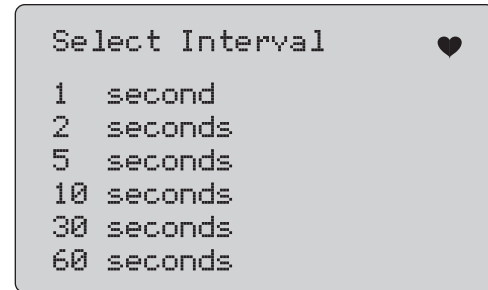 Select Interval
1 second
2 seconds
5 seconds
10 seconds
30 seconds
60 seconds